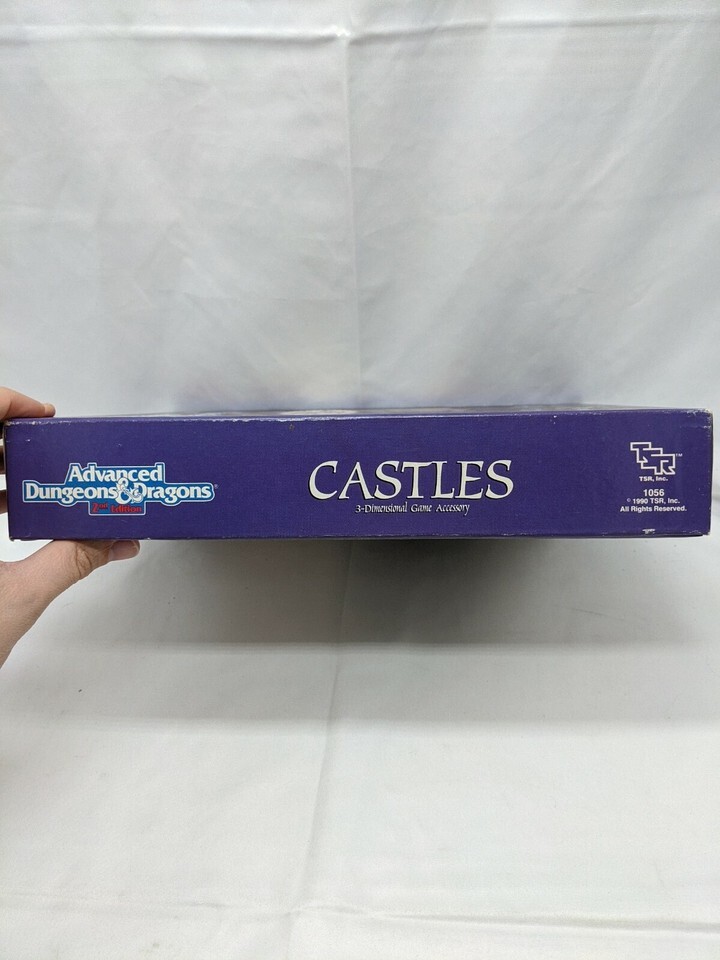 Advanced
Dungeons & Dragons®
2nd Edition
CASTLES
3-Dimensional Game Accessory
TSR™
TSR, Inc.
1056
© 1990 TSR, Inc.
All Rights Reserved.